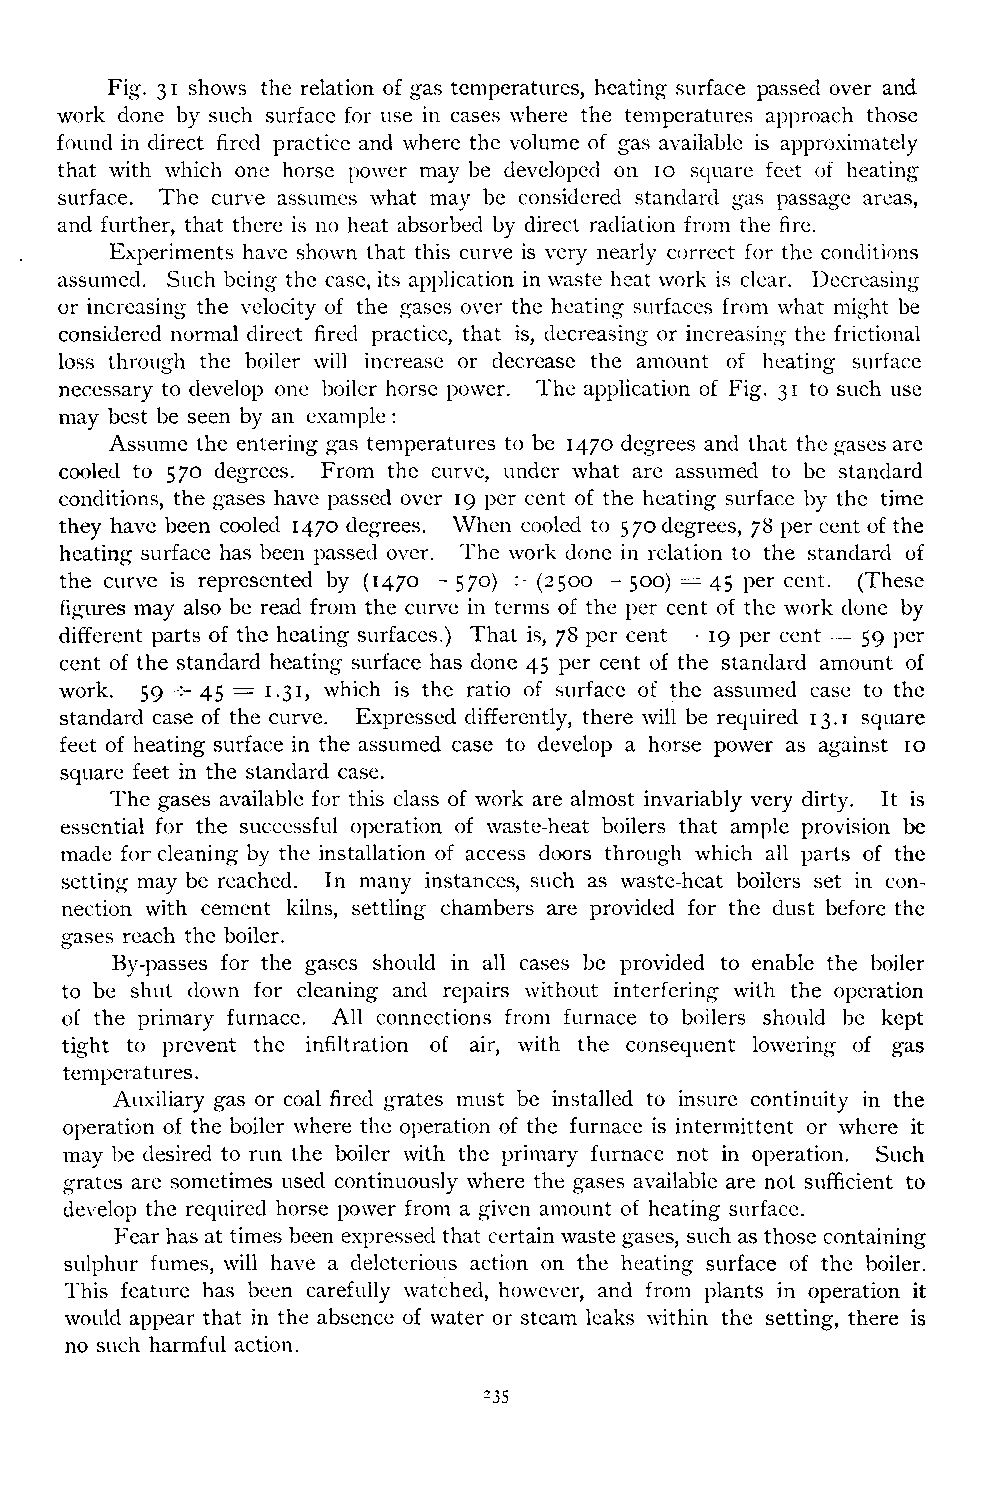 Fig. 31 shows the relation of gas temperatures, heating surface passed over and
work done by such surface for use in cases where the temperatures approach those
found in direct fired practice and where the volume of gas available is approximately
that with which one horse power may be developed on 10 square feet of heating
surface. The curve assumes what may be considered standard gas passage areas,
and further, that there is no heat absorbed by direct radiation from the fire.
Experiments have shown that this curve is very nearly correct for the conditions
assumed. Such being the case, its application in waste heat work is clear. Decreasing
or increasing the velocity of the gases over the heating surfaces from what might be
considered normal direct fired practice, that is, decreasing or increasing the frictional
loss through the boiler will increase or decrease the amount of heating surface
necessary to develop one boiler horse power. The application of Fig. 31 to such use
may best be seen by an example:
Assume the entering gas temperatures to be 1470 degrees and that the gases are
cooled to 570 degrees. From the curve, under what are assumed to be standard
conditions, the gases have passed over 19 per cent of the heating surface by the time
they have been cooled 1470 degrees. When cooled to 570 degrees, 78 per cent of the
heating surface has been passed over. The work done in relation to the standard of
the curve is represented by (1470 - 570) ÷ (2500 - 500) = 45 per cent. (These
figures may also be read from the curve in terms of the per cent of the work done by
different parts of the heating surfaces.) That is, 78 per cent - 19 per cent = 59 per
cent of the standard heating surface has done 45 per cent of the standard amount of
work. 59 ÷ 45 = 1.31, which is the ratio of surface of the assumed case to the
standard case of the curve. Expressed differently, there will be required 13.1 square
feet of heating surface in the assumed case to develop a horse power as against 10
square feet in the standard case.
The gases available for this class of work are almost invariably very dirty. It is
essential for the successful operation of waste-heat boilers that ample provision be
made for cleaning by the installation of access doors through which all parts of the
setting may be reached. In many instances, such as waste-heat boilers set in con-
nection with cement kilns, settling chambers are provided for the dust before the
gases reach the boiler.
By-passes for the gases should in all cases be provided to enable the boiler
to be shut down for cleaning and repairs without interfering with the operation
of the primary furnace. All connections from furnace to boilers should be kept
tight to prevent the infiltration of air, with the consequent lowering of gas
temperatures.
Auxiliary gas or coal fired grates must be installed to insure continuity in the
operation of the boiler where the operation of the furnace is intermittent or where it
may be desired to run the boiler with the primary furnace not in operation. Such
grates are sometimes used continuously where the gases available are not sufficient to
develop the required horse power from a given amount of heating surface.
Fear has at times been expressed that certain waste gases, such as those containing
sulphur fumes, will have a deleterious action on the heating surface of the boiler.
This feature has been carefully watched, however, and from plants in operation it
would appear that in the absence of water or steam leaks within the setting, there is
no such harmful action.
235